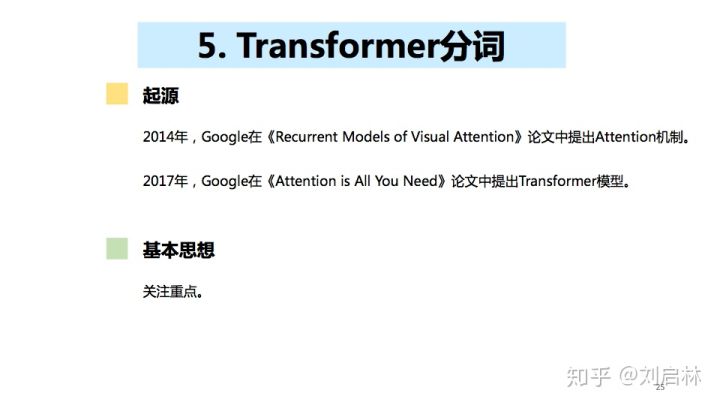 5. Transformer分词
起源
2014年，Google在《Recurrent Models of Visual Attention》论文中提出Attention机制。
2017年，Google在《Attention is All You Need》论文中提出Transformer模型。
基本思想
关注重点。
知乎 @刘启林
25